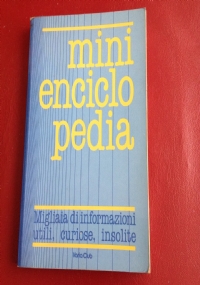 mini
enciclo
pedia
Migliaia di informazioni
utili, curiose, insolite